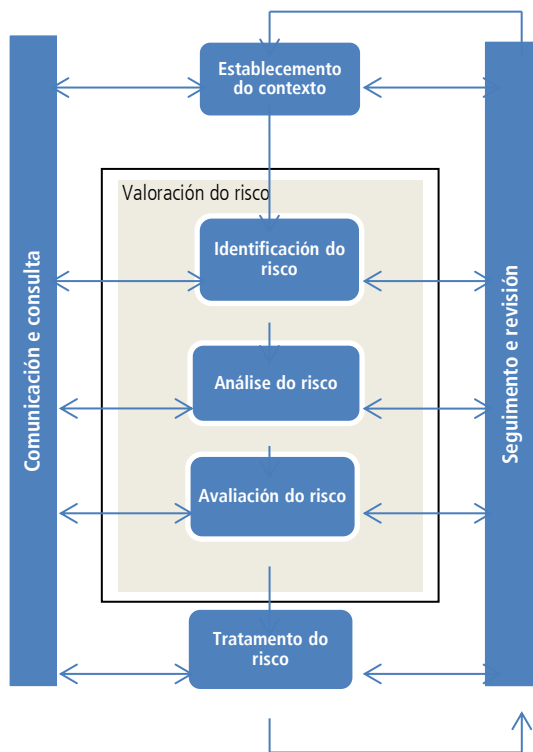 Establecemento
do contexto
Valoración do risco
Identificación do
risco
Análise do risco
Avaliación do risco
Tratamento do
risco
Comunicación e consulta
Seguimento e revisión